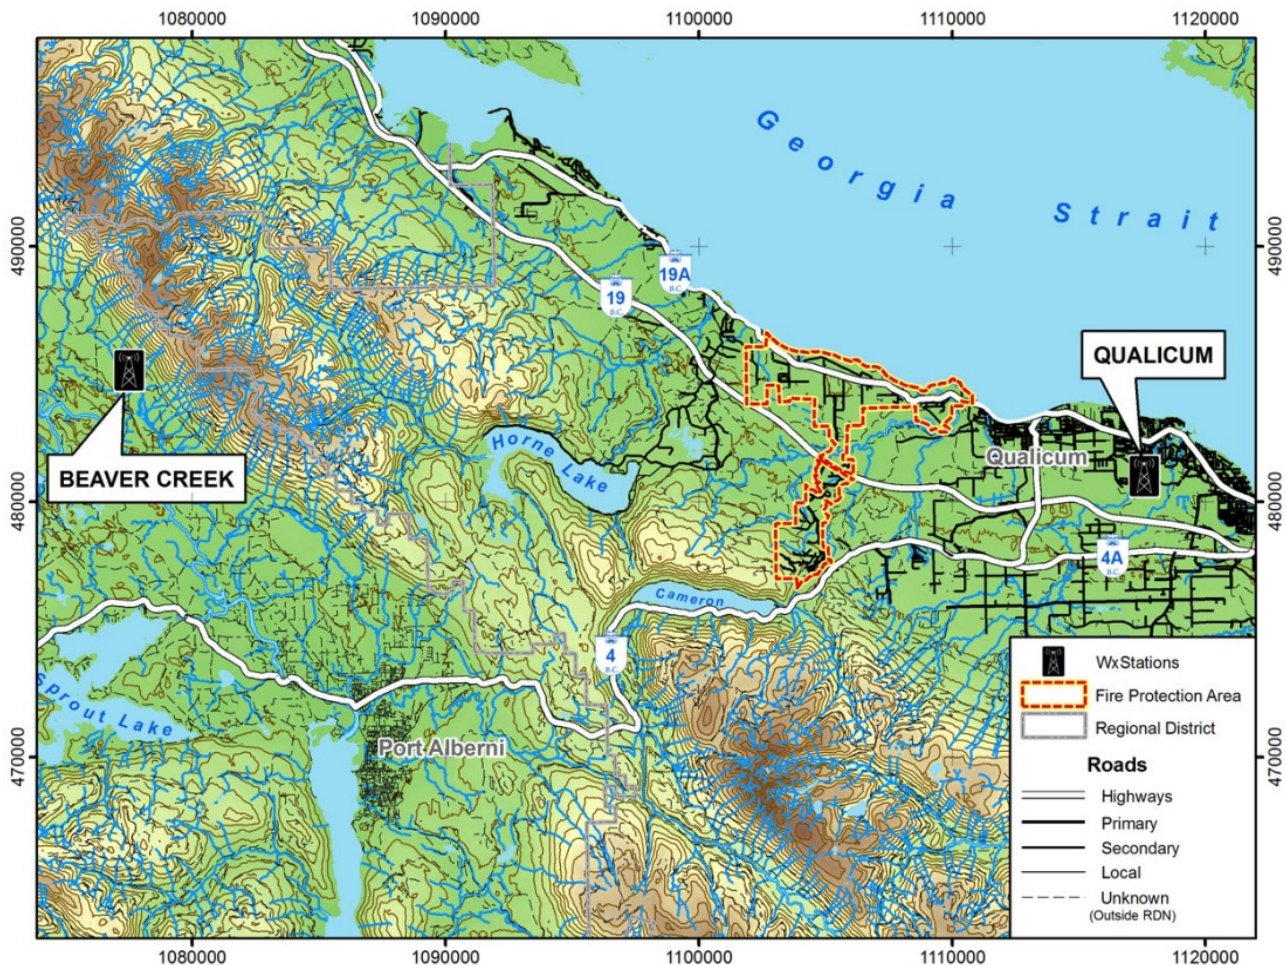 1080000 1090000 1100000 1110000 1120000
Georgia Strait
490000 490000
19A
B.C.
19
B.C.
QUALICUM
BEAVER CREEK
Horne Lake
Qualicum
480000 480000
4A
B.C.
Cameron
4
B.C.
sprout Lake
Port Alberni
470000 470000
WxStations
Fire Protection Area
Regional District
Roads
Highways
Primary
Secondary
Local
Unknown
(Outside RDN)
1080000 1090000 1100000 1110000 1120000